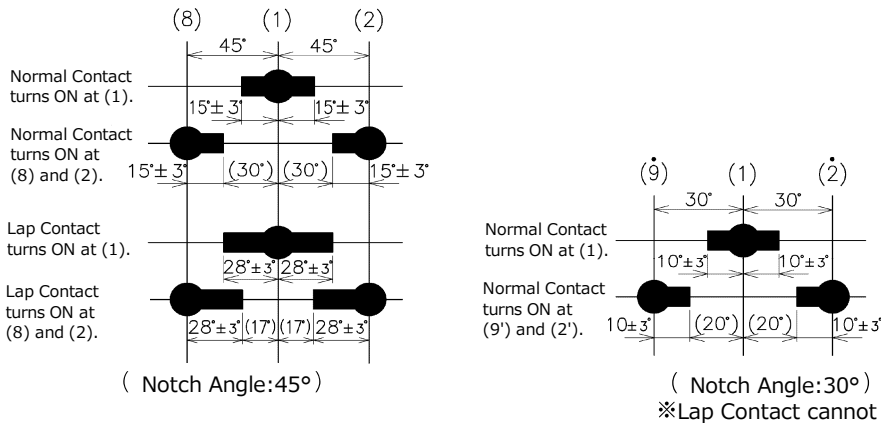 (8) (1) (2)
45° 45°
Normal Contact
turns ON at (1).
15°± 3° 15°± 3°
Normal Contact
turns ON at
(8) and (2).
15°± 3° (30°) (30°) 15°± 3°
Lap Contact
turns ON at (1).
28°±3° 28°±3°
Lap Contact
turns ON at
(8) and (2).
28°±3° (17°) (17°) 28°±3°
( Notch Angle:45°)
(9̇) (1) (2̇)
30° 30°
Normal Contact
turns ON at (1).
10°±3° 10°±3°
Normal Contact
turns ON at
(9') and (2').
10±3° (20°) (20°) 10°±3°
( Notch Angle:30°)
※Lap Contact cannot